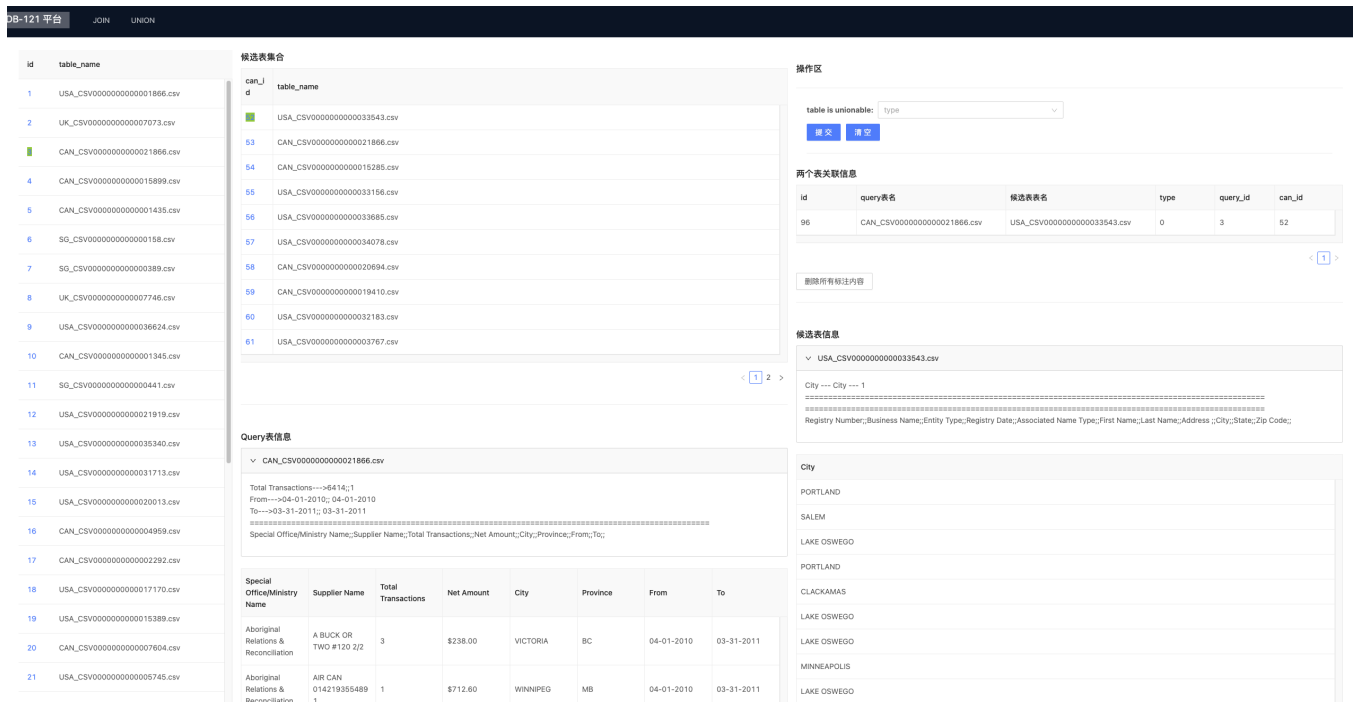 DB-121 平台 JOIN UNION
id table_name
1 USA_CSV0000000000001866.csv
2 UK_CSV0000000000007073.csv
CAN_CSV0000000000021866.csv
4 CAN_CSV0000000000015899.csv
5 CAN_CSV0000000000001435.csv
6 SG_CSV0000000000000158.csv
7 SG_CSV0000000000000389.csv
8 UK_CSV0000000000007746.csv
9 USA_CSV0000000000036624.csv
10 CAN_CSV0000000000001345.csv
11 SG_CSV0000000000000441.csv
12 USA_CSV0000000000021919.csv
13 USA_CSV0000000000035340.csv
14 USA_CSV0000000000031713.csv
15 USA_CSV0000000000020013.csv
16 CAN_CSV0000000000004959.csv
17 CAN_CSV0000000000002292.csv
18 USA_CSV0000000000017170.csv
19 USA_CSV0000000000015389.csv
20 CAN_CSV0000000000007604.csv
21 USA_CSV0000000000005745.csv
候选表集合
can_i
d
table_name
USA_CSV0000000000033543.csv
53 CAN_CSV0000000000021866.csv
54 CAN_CSV0000000000015285.csv
55 USA_CSV0000000000033156.csv
56 USA_CSV0000000000033685.csv
57 USA_CSV0000000000034078.csv
58 CAN_CSV0000000000020694.csv
59 CAN_CSV0000000000019410.csv
60 USA_CSV0000000000032183.csv
61 USA_CSV0000000000003767.csv
< 1 2 >
Query表信息
CAN_CSV0000000000021866.csv
Total Transactions--->6414;;1
From--->04-01-2010;; 04-01-2010
To--->03-31-2011;; 03-31-2011
====================================================================================================
Special Office/Ministry Name;;Supplier Name;;Total Transactions;;Net Amount;;City;;Province;;From;;To;;
Special
Office/Ministry
Name
Supplier Name
Total
Transactions
Net Amount City Province From To
Aboriginal
Relations &
Reconciliation
A BUCK OR
TWO #120 2/2
3 $238.00 VICTORIA BC 04-01-2010 03-31-2011
Aboriginal
Relations &
Reconciliation
AIR CAN
014219355489
1
1 $712.60 WINNIPEG MB 04-01-2010 03-31-2011
操作区
table is unionable: type
提 交 清 空
两个表关联信息
id query表名 候选表表名 type query_id can_id
96 CAN_CSV0000000000021866.csv USA_CSV0000000000033543.csv 0 3 52
< 1 >
删除所有标注内容
候选表信息
USA_CSV0000000000033543.csv
City --- City --- 1
====================================================================================================
====================================================================================================
Registry Number;;Business Name;;Entity Type;;Registry Date;;Associated Name Type;;First Name;;Last Name;;Address ;;City;;State;;Zip Code;;
City
PORTLAND
SALEM
LAKE OSWEGO
PORTLAND
CLACKAMAS
LAKE OSWEGO
LAKE OSWEGO
MINNEAPOLIS
LAKE OSWEGO